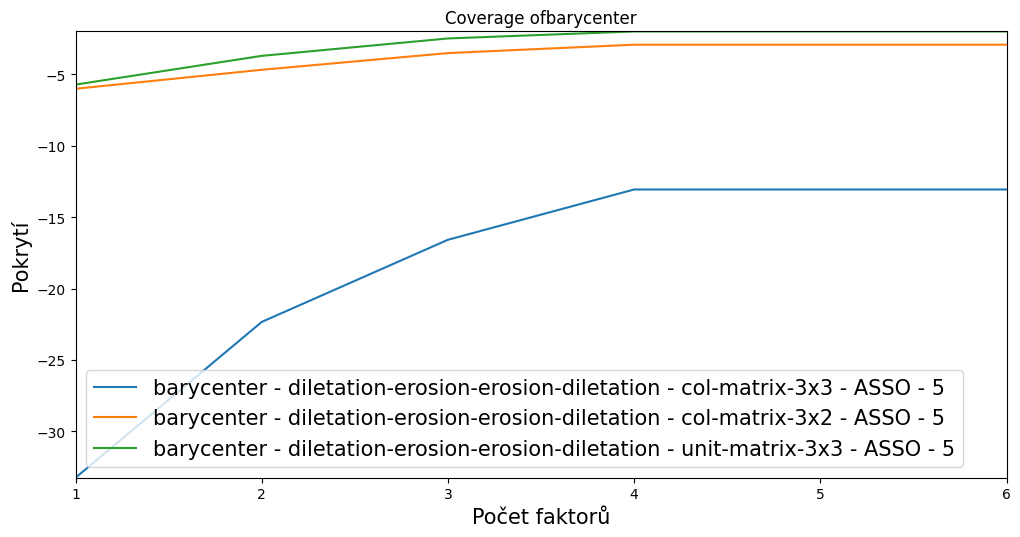 Coverage ofbarycenter
Pokrytí
−5
−10
−15
−20
−25
−30
barycenter - diletation-erosion-erosion-diletation - col-matrix-3x3 - ASSO - 5
barycenter - diletation-erosion-erosion-diletation - col-matrix-3x2 - ASSO - 5
barycenter - diletation-erosion-erosion-diletation - unit-matrix-3x3 - ASSO - 5
1 2 3 4 5 6
Počet faktorů